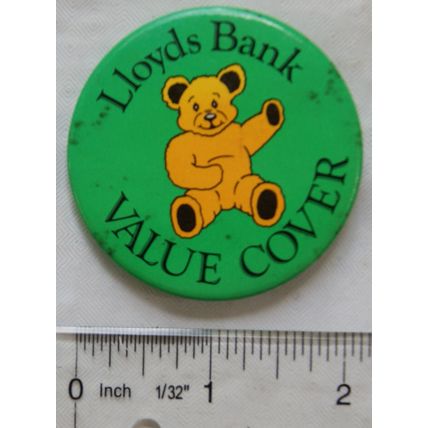 Lloyds Bank
VALUE COVER
0 Inch 1/32" 1 2